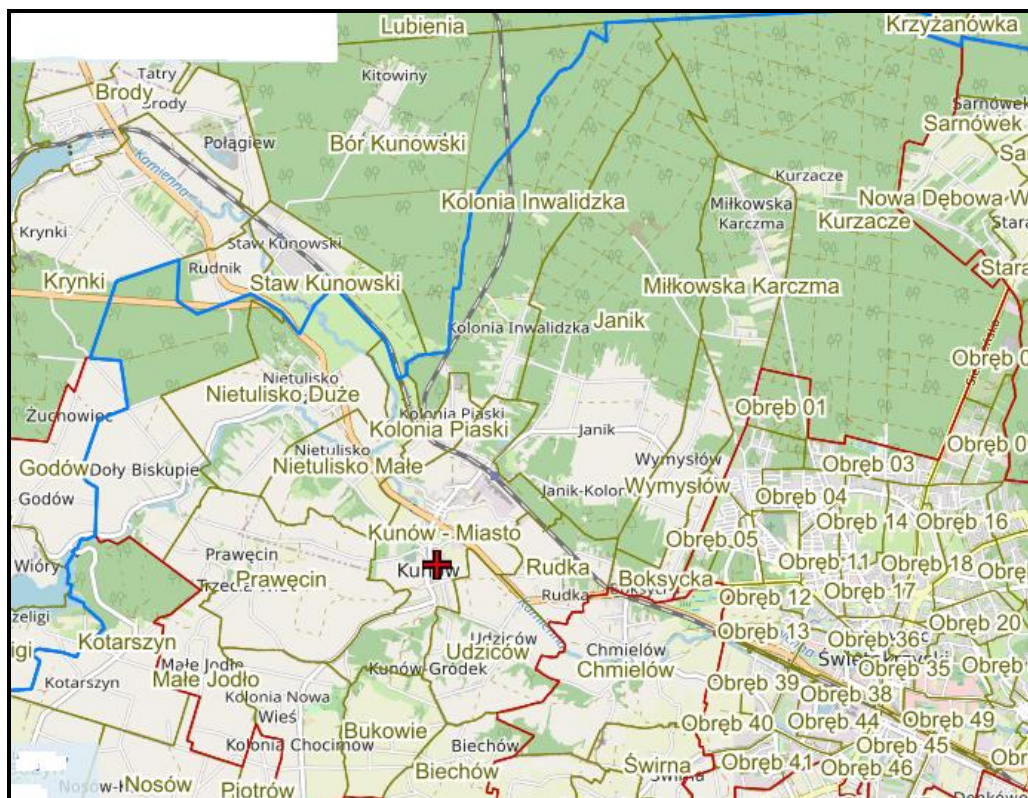 Lubienia
Krzyżanówka
Tatry
Brody
Brody
Kitowiny
Połągiew
Bór Kunowski
Kamienna
Sarnówek
Sarnówek
Kolonia Inwalidzka
Kurzacze
Miłkowska
Karczma
Nowa Dębowa W
Kurzacze
Krynki
Staw Kunowski
Rudnik
Krynki
Staw Kunowski
Miłkowska Karczma
Kolonia Inwalidzka
Janik
Nietulisko
Nietulisko Duże
Żuchowiec
Kolonia Piaski
Kolonia Piaski
Obręb 01
Janik
Nietulisko
Nietulisko Małe
Godów
Doły Biskupie
Godów
Wymysłów
Obręb 03
Janik-Kolon
Wymysłów
Obręb 04
Obręb 14
Obręb 16
Kunów - Miasto
Obręb 05
Wióry
Prawęcin
Kunów
Rudka
Obręb 11
Obręb 18
Prawęcin
Boksycka
Obręb 17
Rudka
Obręb 12
Kamienna
Kotarszyn
Udziców
Udziców
Obręb 13
Obręb 20
Obręb 36
Małe Jodło
Małe Jodło
Kunów-Gródek
Chmielów
Chmielów
Obręb 35
Kotarszyn
Obręb 39
Obręb 38
Kolonia Nowa
Wieś
Bukowie
Obręb 40
Obręb 44
Obręb 49
Kolonia Chocimów
Biechów
Obręb 45
Biechów
Świrna
Obręb 41
Obręb 46
Nosów
Piotrów